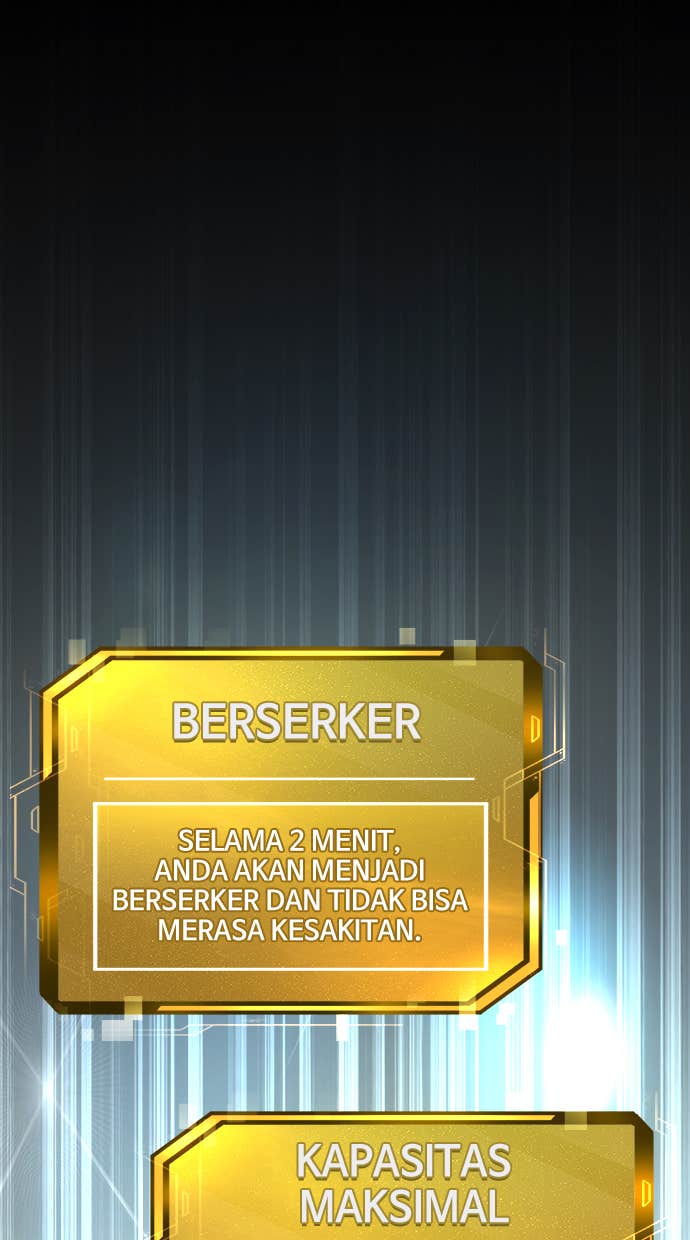 BERSERKER
SELAMA 2 MENIT,
ANDA AKAN MENJADI
BERSERKER DAN TIDAK BISA
MERASA KESAKITAN.
KAPASITAS
MAKSIMAL